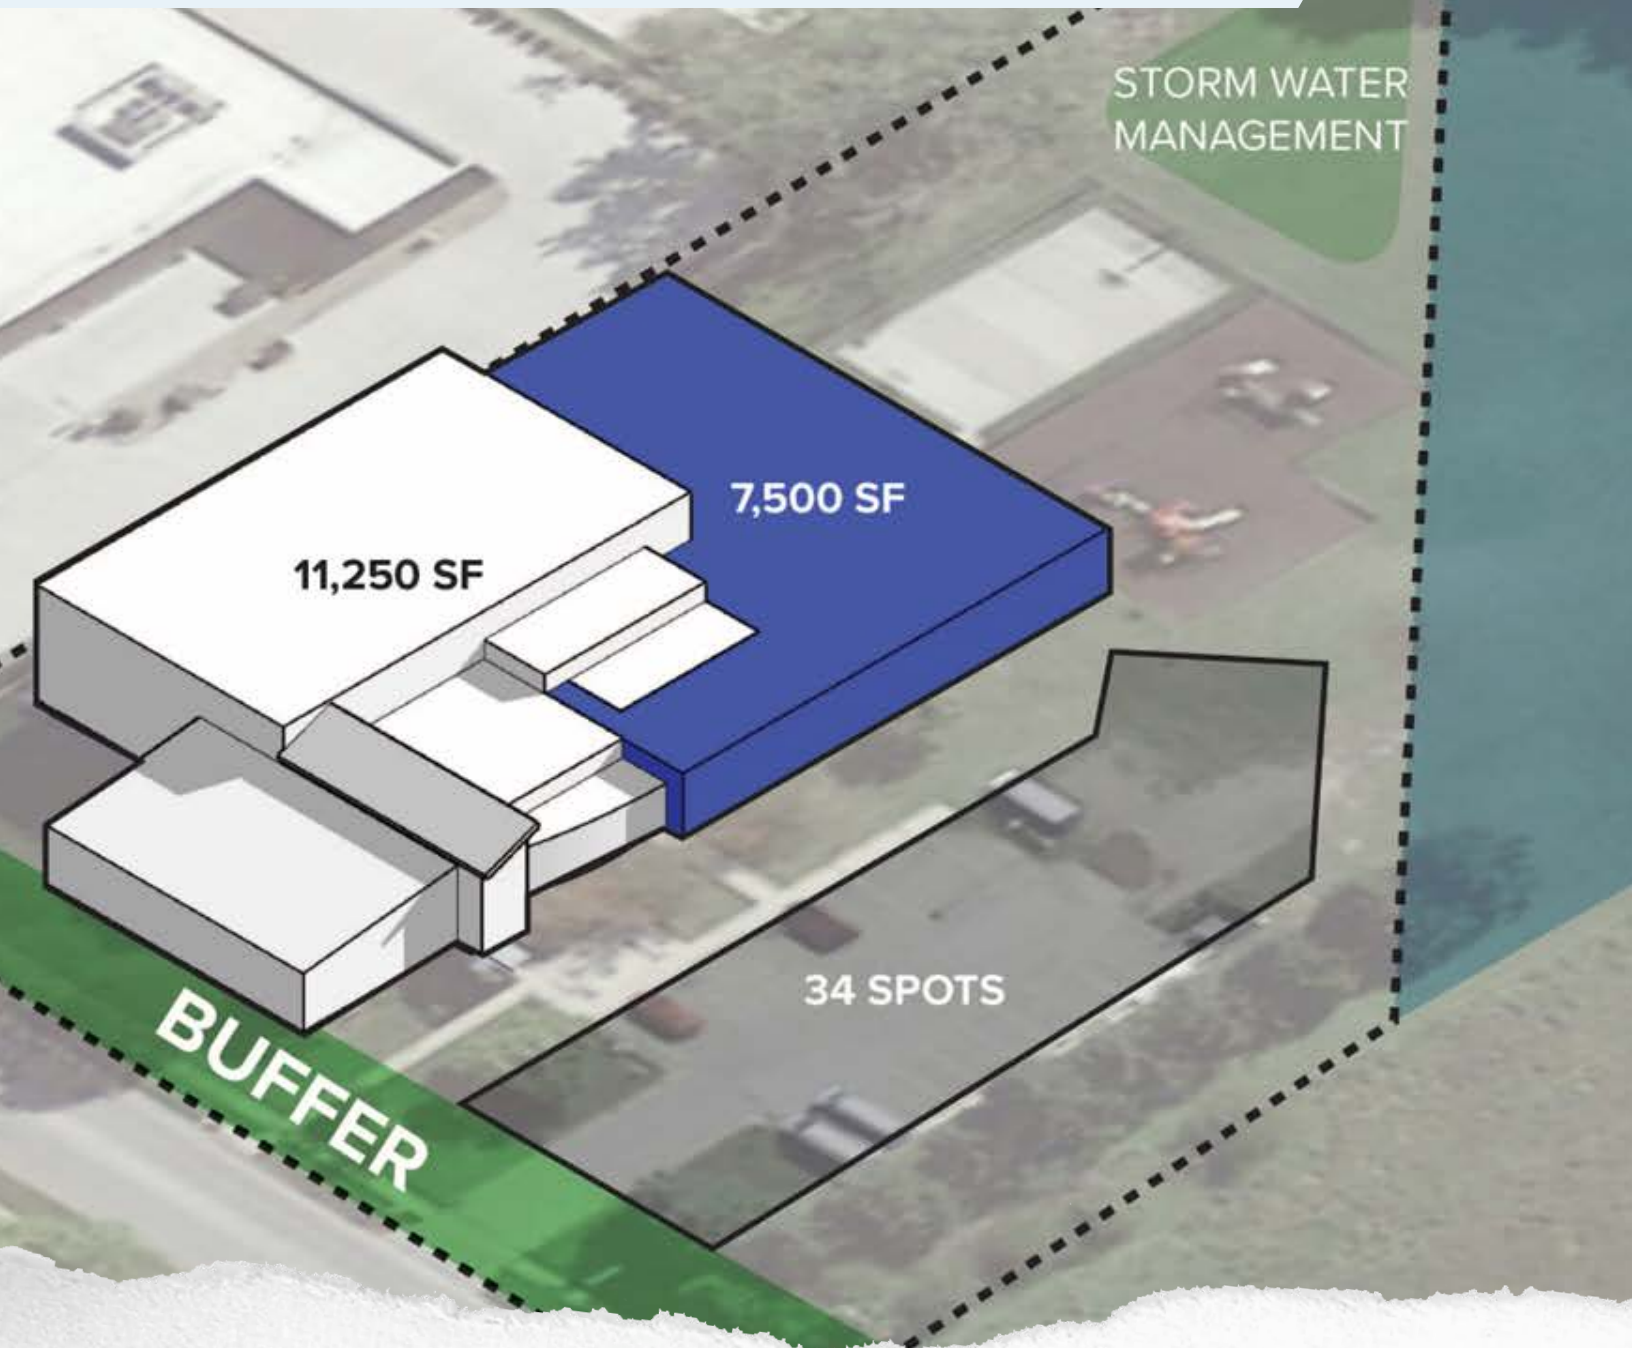 STORM WATER
MANAGEMENT
7,500 SF
11,250 SF
34 SPOTS
BUFFER